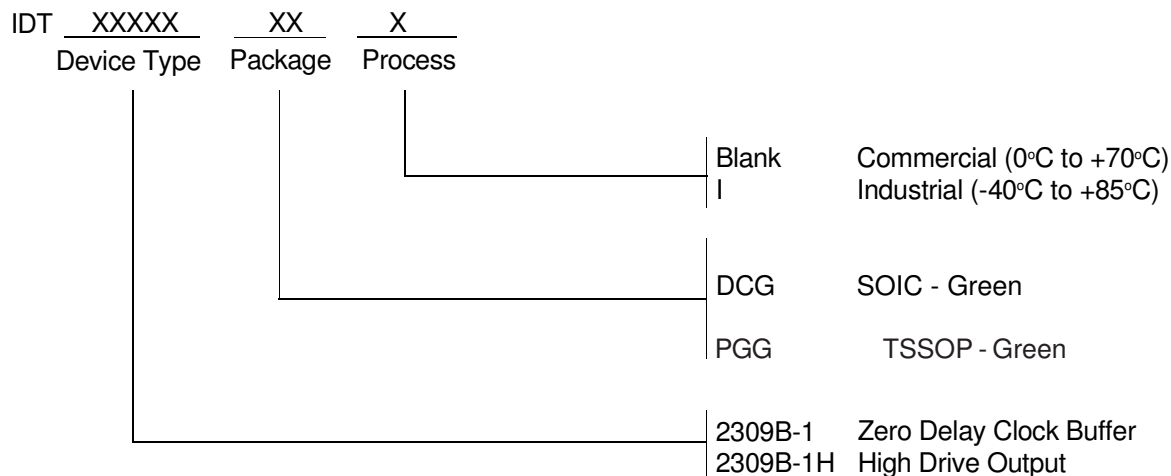 IDT XXXXX XX X
Device Type Package Process
Blank Commercial (0°C to +70°C)
I Industrial (-40°C to +85°C)
DCG SOIC - Green
PGG TSSOP - Green
2309B-1 Zero Delay Clock Buffer
2309B-1H High Drive Output